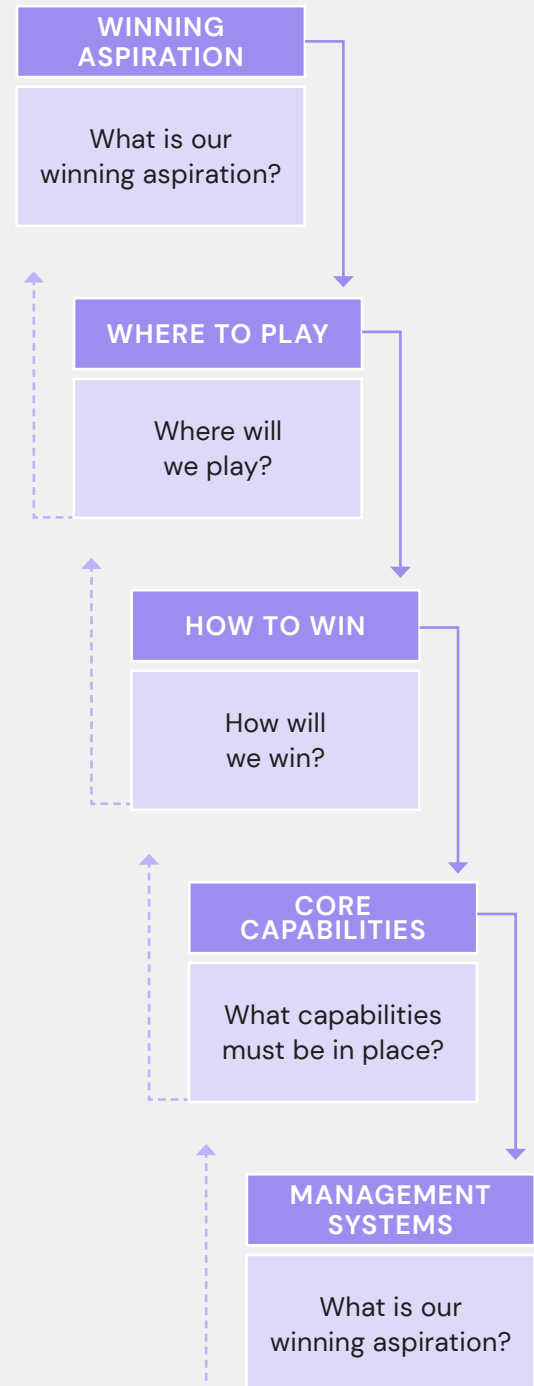 WINNING
ASPIRATION
What is our
winning aspiration?
WHERE TO PLAY
Where will
we play?
HOW TO WIN
How will
we win?
CORE
CAPABILITIES
What capabilities
must be in place?
MANAGEMENT
SYSTEMS
What is our
winning aspiration?